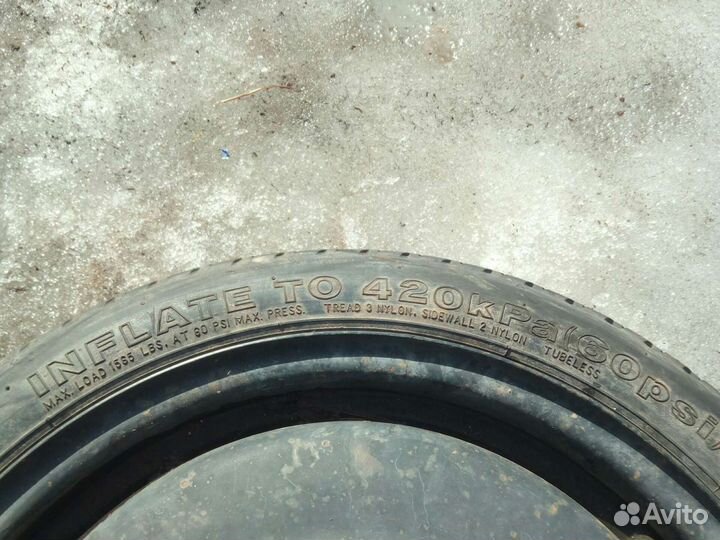 INFLATE TO 420kPa(60psi)
MAX. LOAD 1565 LBS. AT 60 PSI MAX. PRESS. TREAD 3 NYLON, SIDEWALL 2 NYLON TUBELESS
Avito